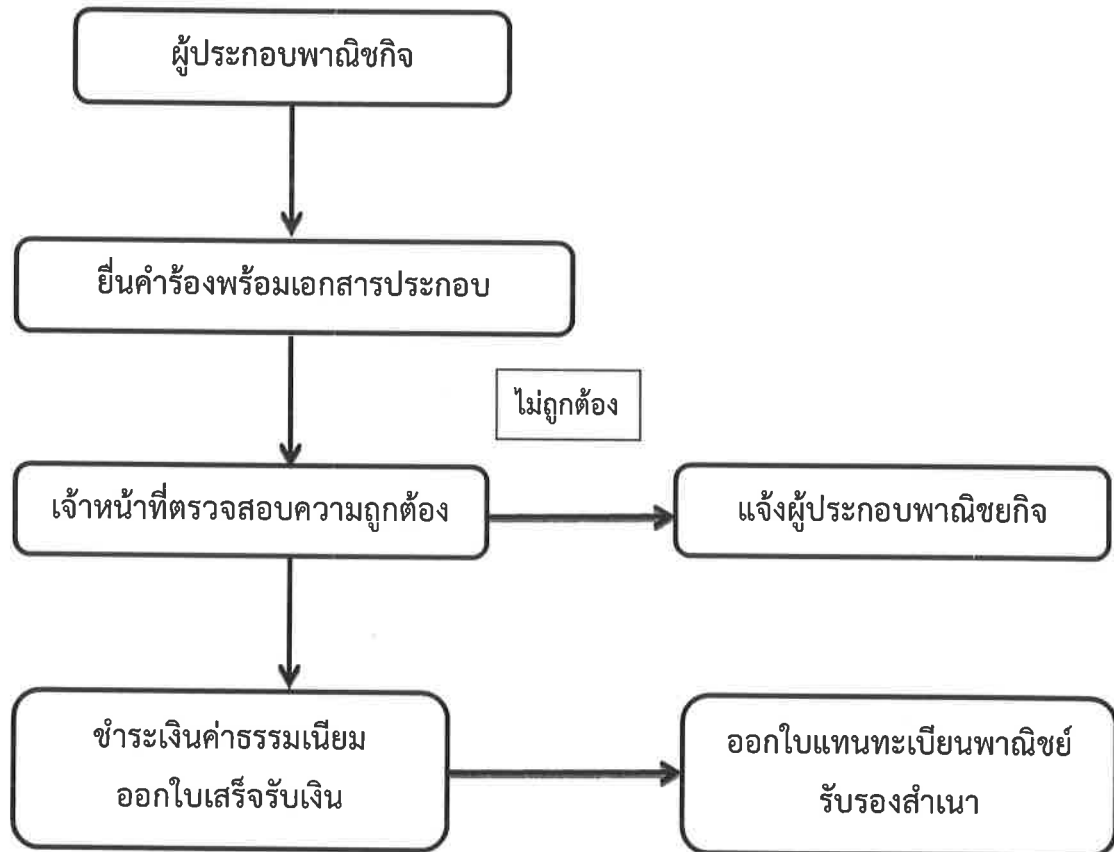 ผู้ประกอบพาณิชกิจ
ยื่นคำร้องพร้อมเอกสารประกอบ
ไม่ถูกต้อง
เจ้าหน้าที่ตรวจสอบความถูกต้อง
แจ้งผู้ประกอบพาณิชยกิจ
ชำระเงินค่าธรรมเนียม
ออกใบเสร็จรับเงิน
ออกใบแทนทะเบียนพาณิชย์
รับรองสำเนา